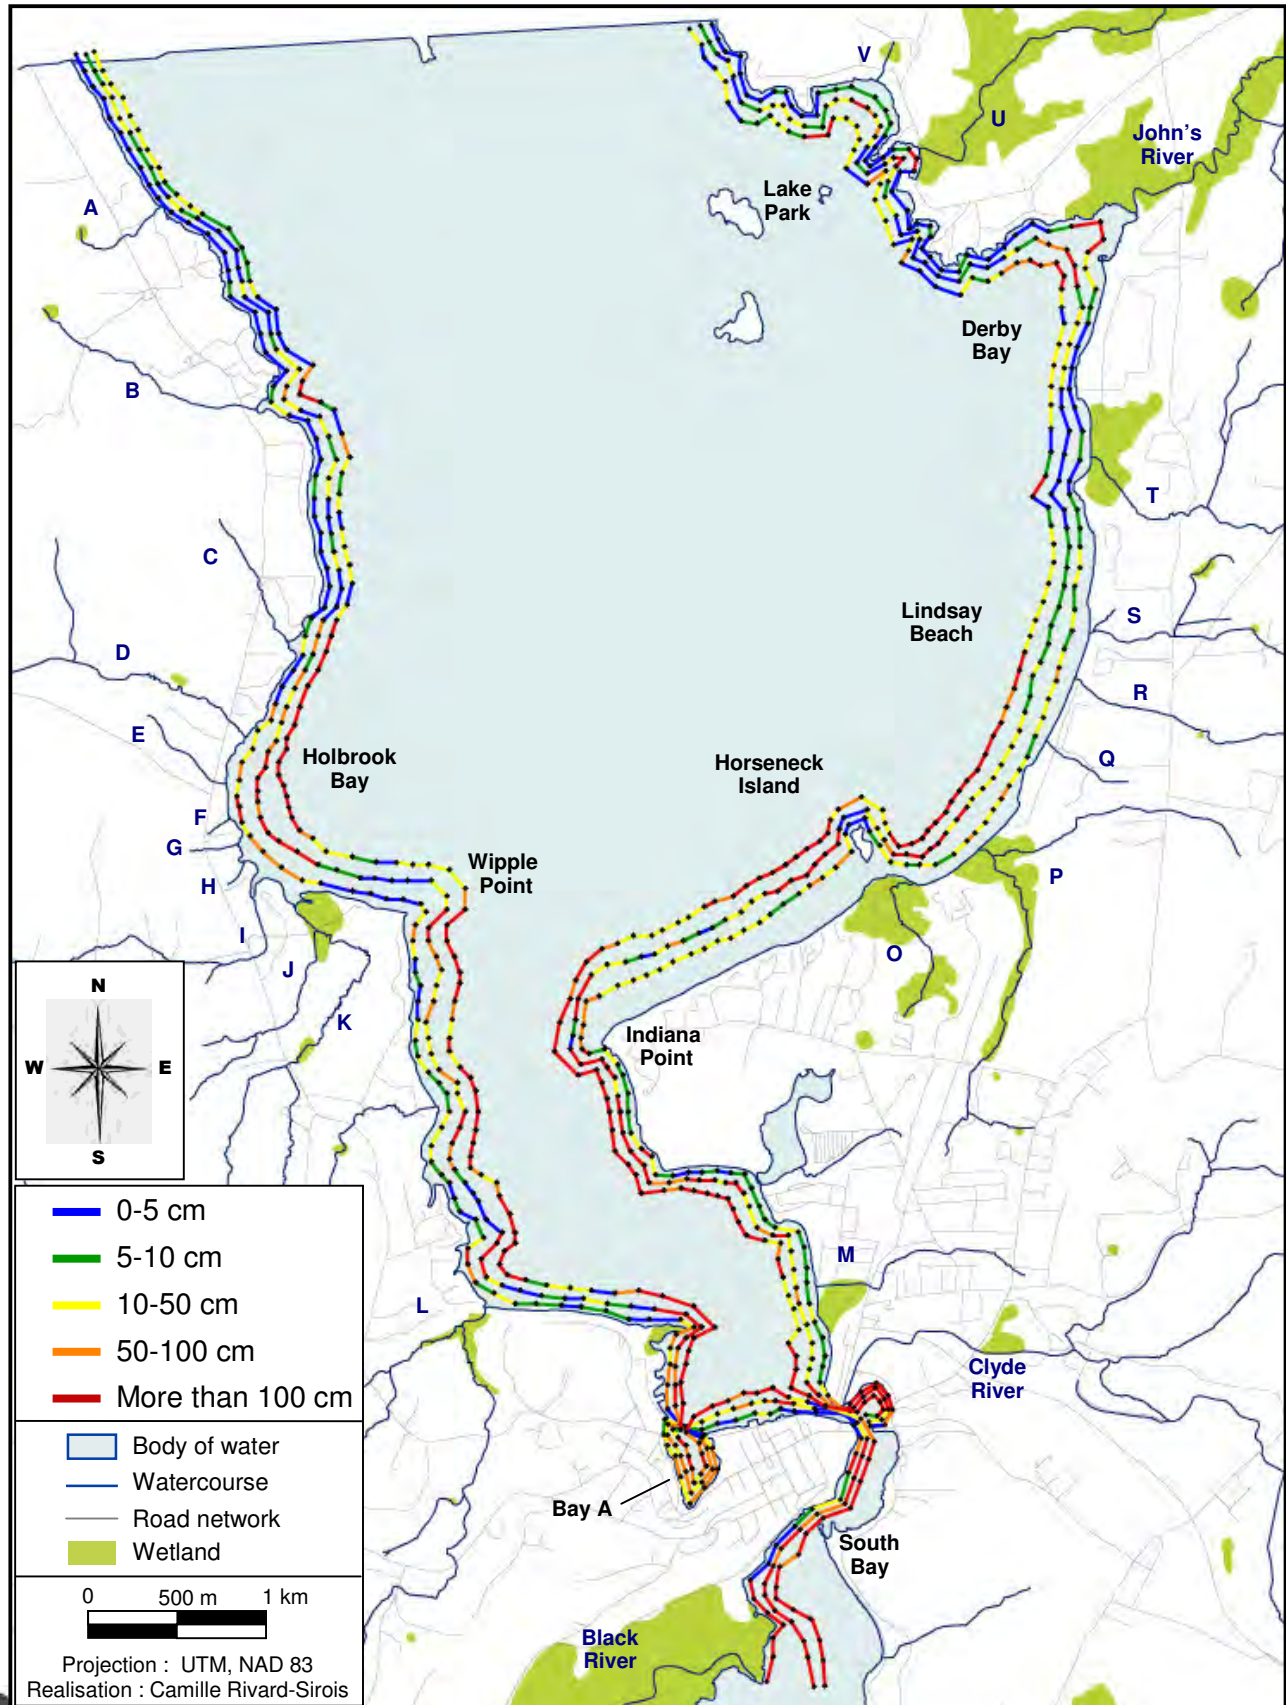 V
U
John's
River
Lake
Park
A
Derby
Bay
B
T
C
Lindsay
Beach
S
D
R
E
Holbrook
Bay
Horseneck
Island
Q
F
G
Wipple
Point
H
P
I
O
J
N
K
Indiana
Point
W
E
S
M
L
0-5 cm
5-10 cm
10-50 cm
50-100 cm
More than 100 cm
Clyde
River
Body of water
Watercourse
Road network
Wetland
Bay A
South
Bay
0 500 m 1 km
Black
River
Projection : UTM, NAD 83
Realisation : Camille Rivard-Sirois